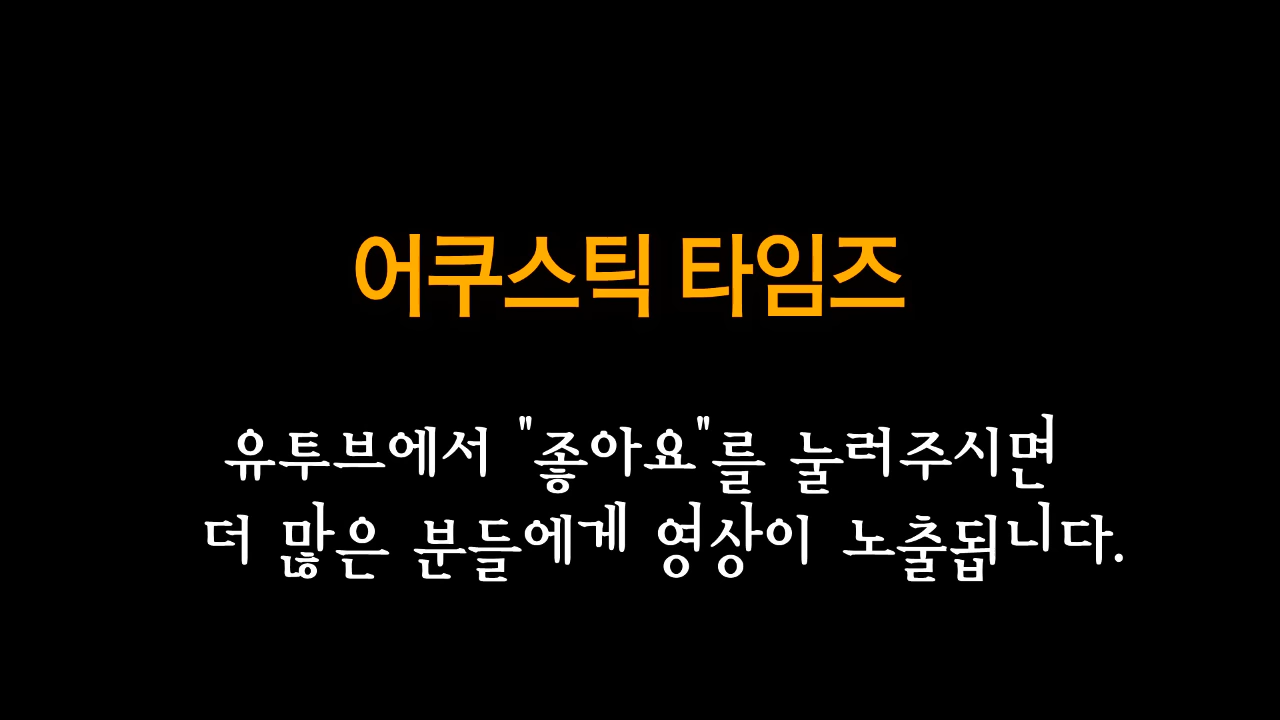 어쿠스틱 타임즈
유투브에서 "좋아요"를 눌러주시면
더 많은 분들에게 영상이 노출됩니다.